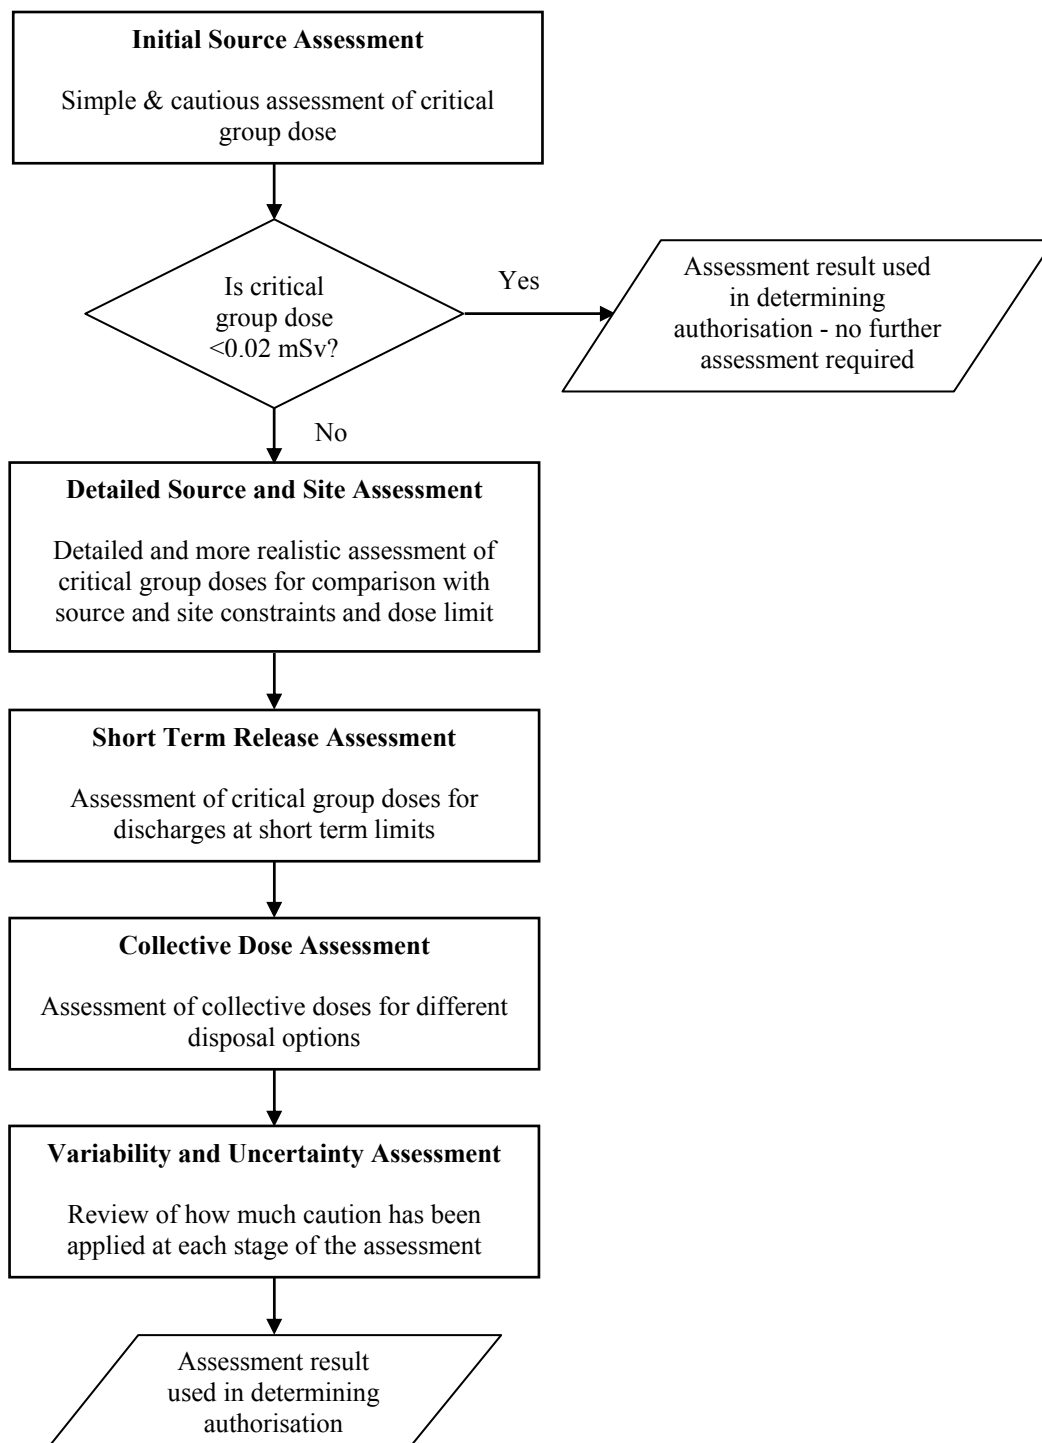 Initial Source Assessment
Simple & cautious assessment of critical
group dose
Is critical
group dose
<0.02 mSv?
Yes
Assessment result used
in determining
authorisation - no further
assessment required
No
Detailed Source and Site Assessment
Detailed and more realistic assessment of
critical group doses for comparison with
source and site constraints and dose limit
Short Term Release Assessment
Assessment of critical group doses for
discharges at short term limits
Collective Dose Assessment
Assessment of collective doses for different
disposal options
Variability and Uncertainty Assessment
Review of how much caution has been
applied at each stage of the assessment
Assessment result
used in determining
authorisation